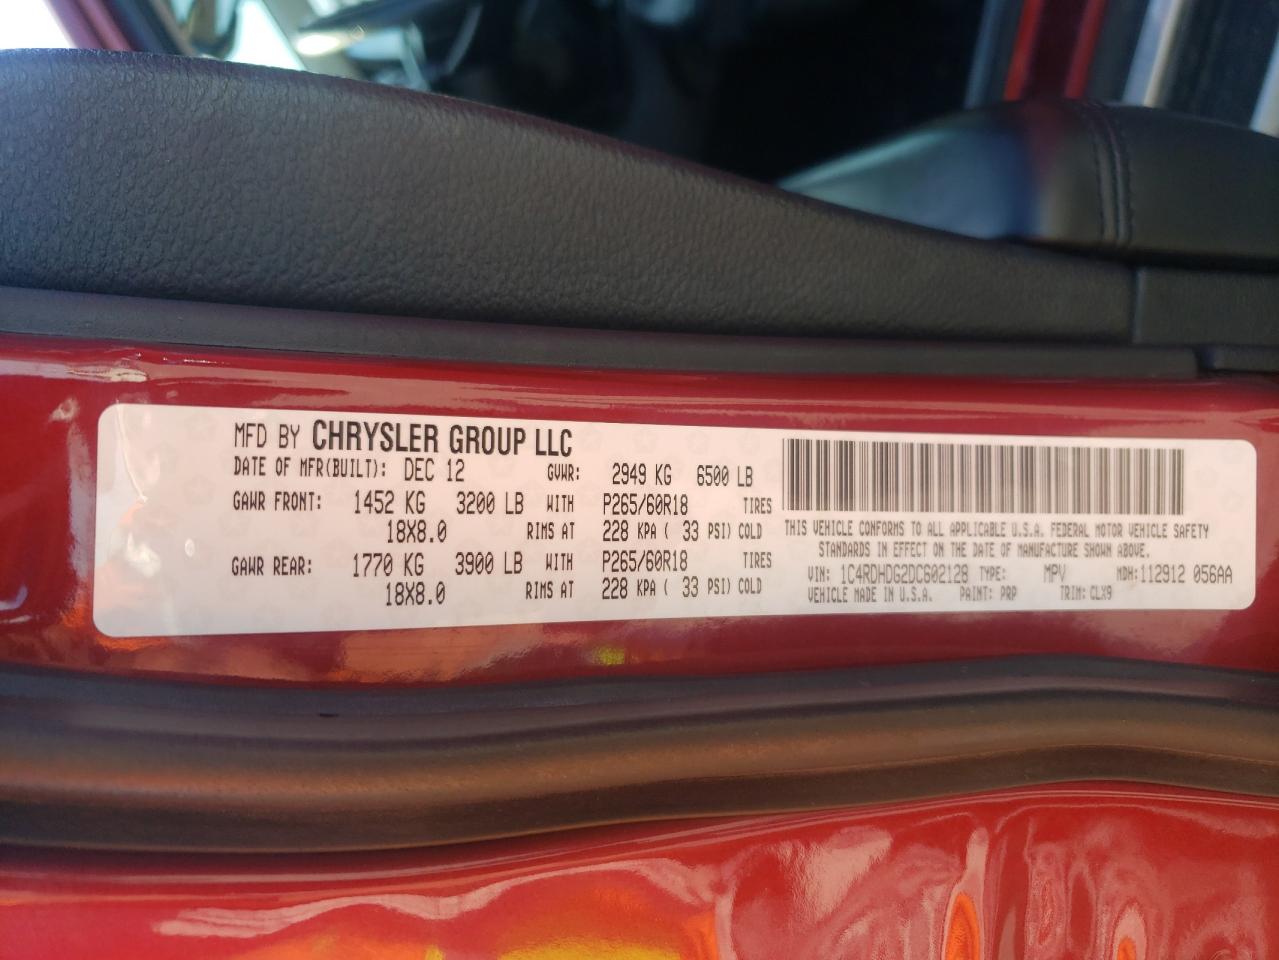 MFD BY CHRYSLER GROUP LLC
DATE OF MFR(BUILT): DEC 12 GVWR: 2949 KG 6500 LB
GAWR FRONT: 1452 KG 3200 LB WITH P265/60R18 TIRES
18X8.0 RIMS AT 228 KPA ( 33 PSI) COLD
GAWR REAR: 1770 KG 3900 LB WITH P265/60R18 TIRES
18X8.0 RIMS AT 228 KPA ( 33 PSI) COLD
THIS VEHICLE CONFORMS TO ALL APPLICABLE U.S.A. FEDERAL MOTOR VEHICLE SAFETY
STANDARDS IN EFFECT ON THE DATE OF MANUFACTURE SHOWN ABOVE.
VIN: 1C4RDHDG2DC602128 TYPE: MPV MDH:112912 056AA
VEHICLE MADE IN U.S.A. PAINT: PRP TRIM: CLX9